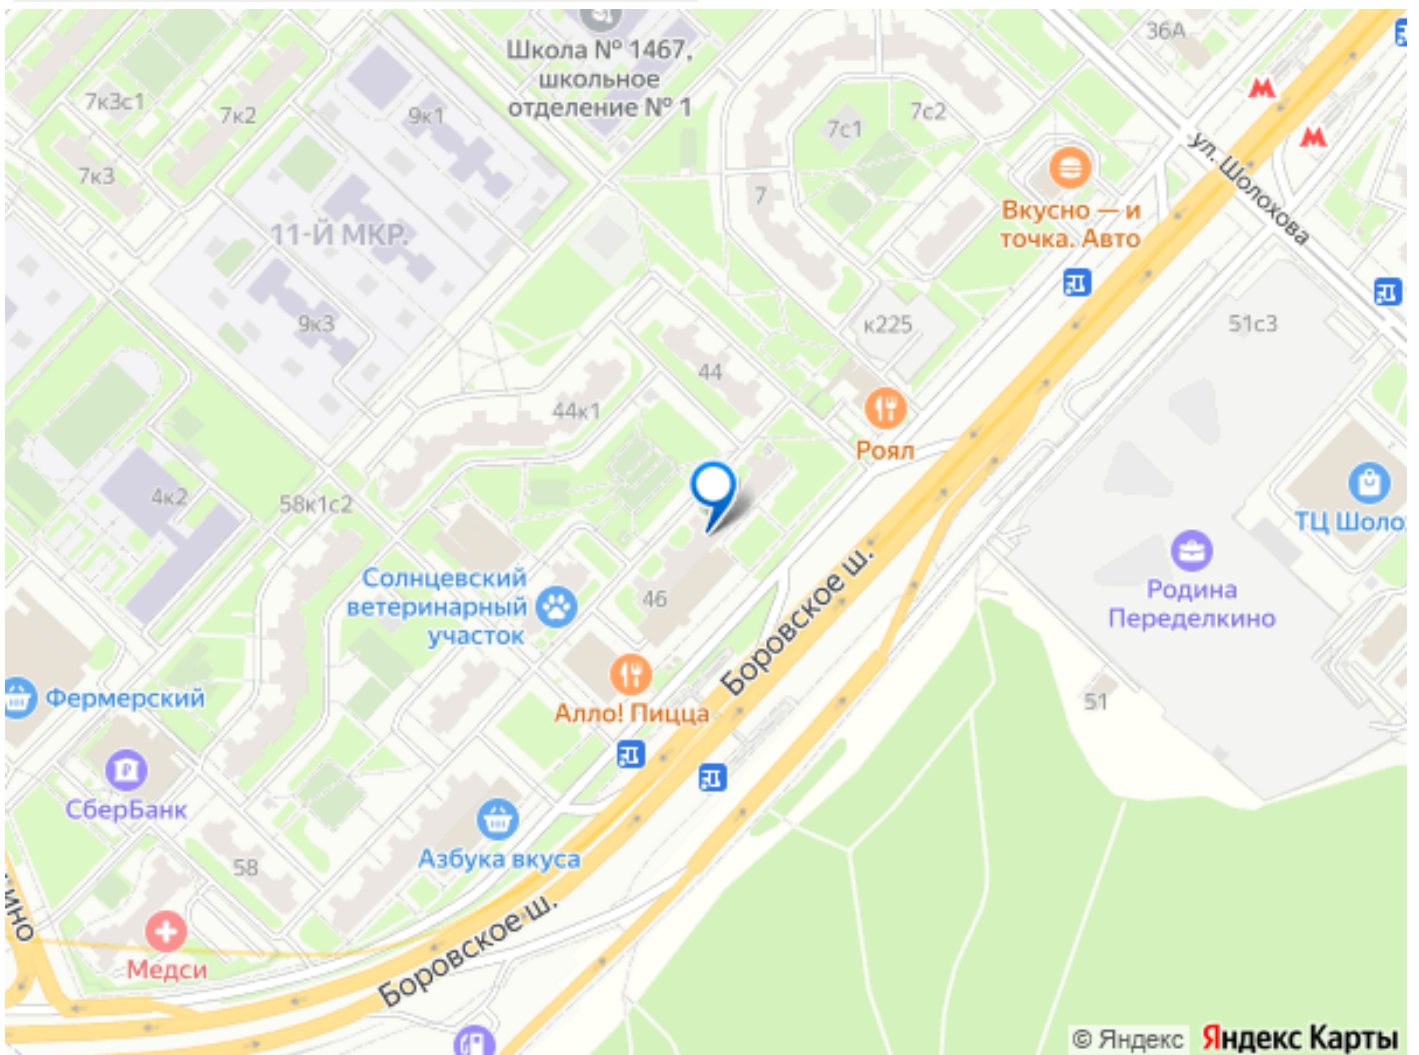 Школа № 1467,
школьное
отделение № 1
36А
7к3с1
7к2
9к1
7с1
7с2
7к3
ул. Шолохова
7
Вкусно — и
точка. Авто
11-Й МКР.
9к3
к225
51с3
44
44к1
Роял
4к2
58к1с2
ТЦ Шоло
Боровское ш.
Солнцевский
ветеринарный
участок
46
Родина
Переделкино
Фермерский
Алло! Пицца
51
СберБанк
Азбука вкуса
58
ино
Медси
Боровское ш.
© Яндекс Яндекс Карты